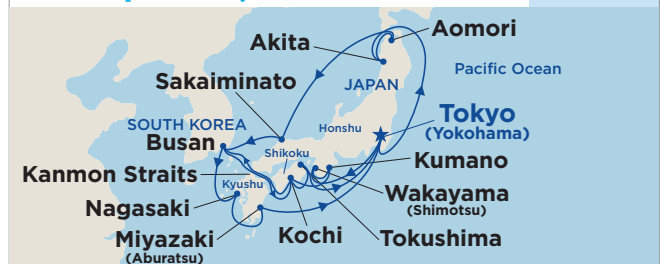 Aomori
Akita
Pacific Ocean
JAPAN
Sakaiminato
Tokyo
(Yokohama)
Honshu
SOUTH KOREA
Busan
Shikoku
Kumano
Kanmon Straits
Kyushu
Wakayama
(Shimotsu)
Nagasaki
Miyazaki
(Aburatsu)
Kochi
Tokushima